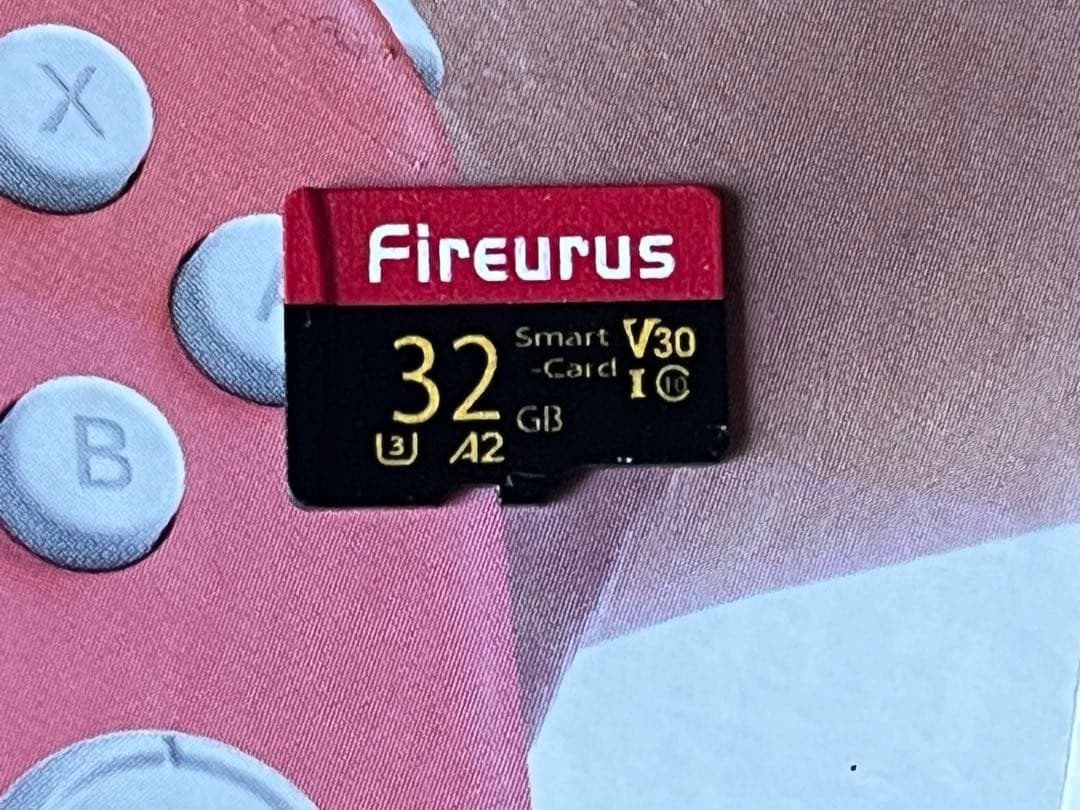 X
A
B
Fireurus
32
GB
Smart
-Card
V30
I 10
3 A2